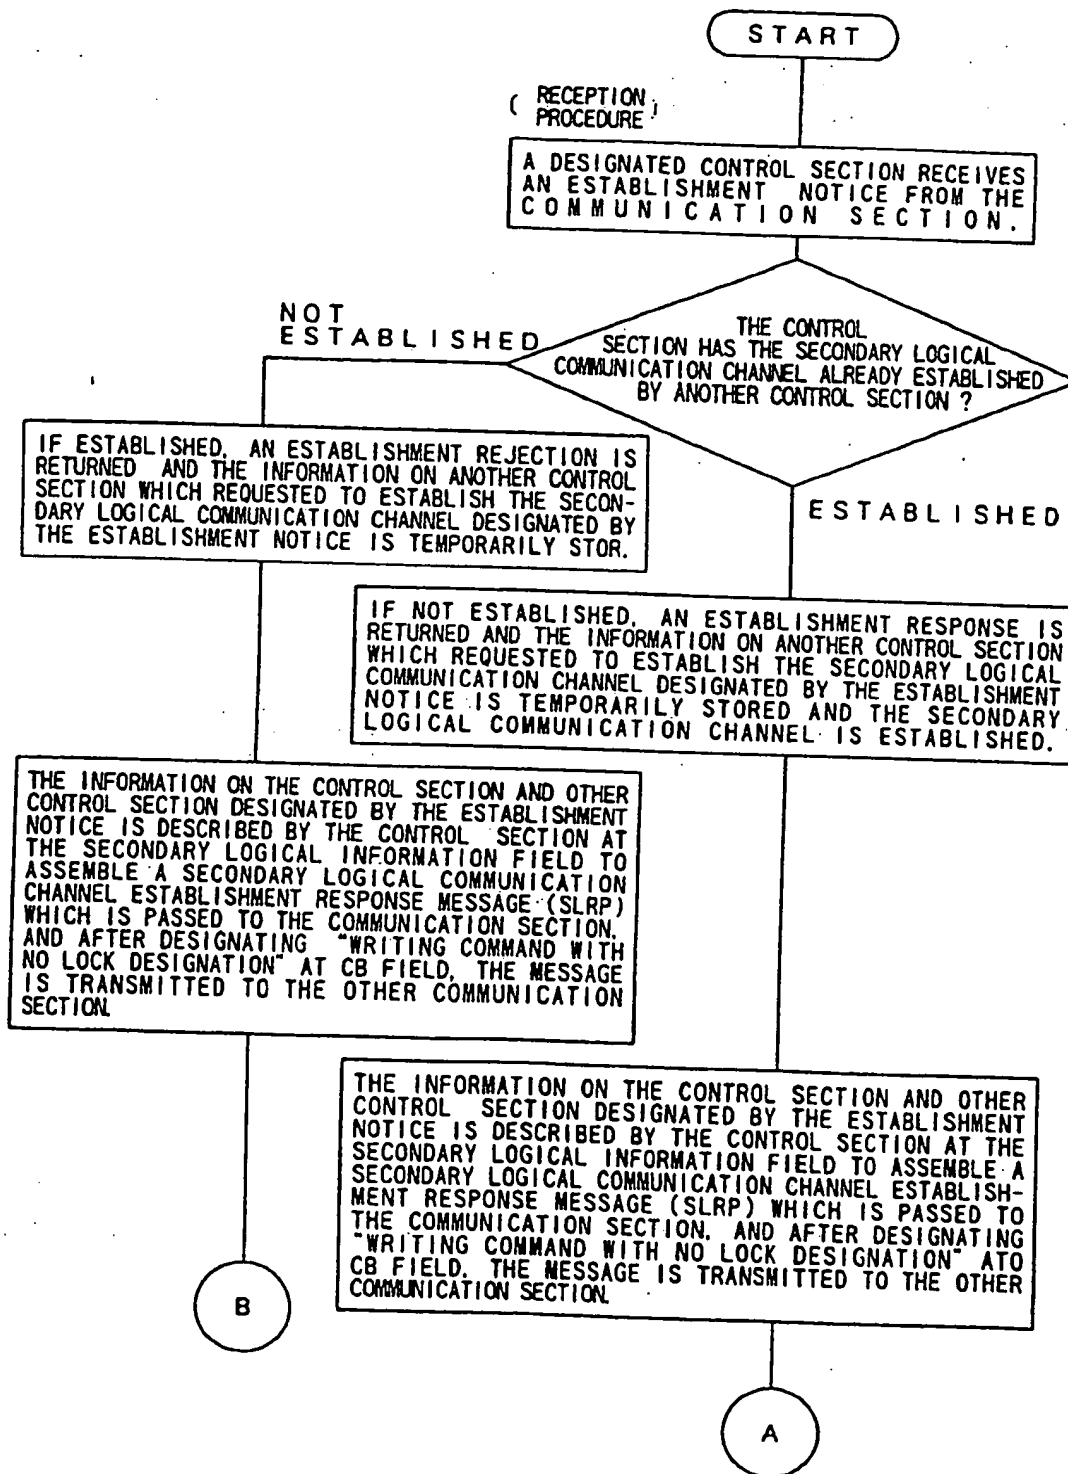 START
( RECEPTION
PROCEDURE )
A DESIGNATED CONTROL SECTION RECEIVES
AN ESTABLISHMENT NOTICE FROM THE
COMMUNICATION SECTION.
NOT
ESTABLISHED
THE CONTROL
SECTION HAS THE SECONDARY LOGICAL
COMMUNICATION CHANNEL ALREADY ESTABLISHED
BY ANOTHER CONTROL SECTION ?
ESTABLISHED
IF ESTABLISHED, AN ESTABLISHMENT REJECTION IS
RETURNED AND THE INFORMATION ON ANOTHER CONTROL
SECTION WHICH REQUESTED TO ESTABLISH THE SECON-
DARY LOGICAL COMMUNICATION CHANNEL DESIGNATED BY
THE ESTABLISHMENT NOTICE IS TEMPORARILY STOR.
IF NOT ESTABLISHED, AN ESTABLISHMENT RESPONSE IS
RETURNED AND THE INFORMATION ON ANOTHER CONTROL SECTION
WHICH REQUESTED TO ESTABLISH THE SECONDARY LOGICAL
COMMUNICATION CHANNEL DESIGNATED BY THE ESTABLISHMENT
NOTICE IS TEMPORARILY STORED AND THE SECONDARY
LOGICAL COMMUNICATION CHANNEL IS ESTABLISHED.
THE INFORMATION ON THE CONTROL SECTION AND OTHER
CONTROL SECTION DESIGNATED BY THE ESTABLISHMENT
NOTICE IS DESCRIBED BY THE CONTROL SECTION AT
THE SECONDARY LOGICAL INFORMATION FIELD TO
ASSEMBLE A SECONDARY LOGICAL COMMUNICATION
CHANNEL ESTABLISHMENT RESPONSE MESSAGE (SLRP)
WHICH IS PASSED TO THE COMMUNICATION SECTION,
AND AFTER DESIGNATING "WRITING COMMAND WITH
NO LOCK DESIGNATION" AT CB FIELD, THE MESSAGE
IS TRANSMITTED TO THE OTHER COMMUNICATION
SECTION.
THE INFORMATION ON THE CONTROL SECTION AND OTHER
CONTROL SECTION DESIGNATED BY THE ESTABLISHMENT
NOTICE IS DESCRIBED BY THE CONTROL SECTION AT THE
SECONDARY LOGICAL INFORMATION FIELD TO ASSEMBLE A
SECONDARY LOGICAL COMMUNICATION CHANNEL ESTABLISH-
MENT RESPONSE MESSAGE (SLRP) WHICH IS PASSED TO
THE COMMUNICATION SECTION, AND AFTER DESIGNATING
"WRITING COMMAND WITH NO LOCK DESIGNATION" ATO
CB FIELD, THE MESSAGE IS TRANSMITTED TO THE OTHER
COMMUNICATION SECTION.
B
A